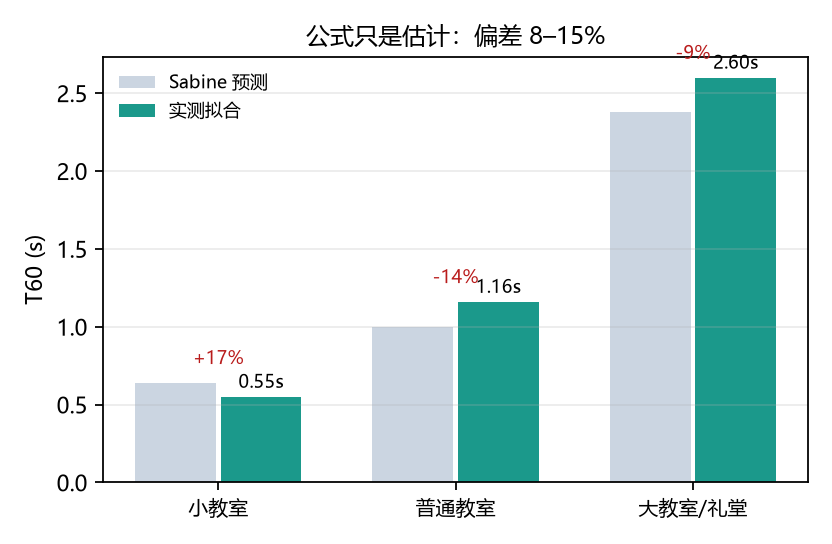 公式只是估计：偏差 8–15%
-9%
2.60s
Sabine 预测
实测拟合
2.5
2.0
1.5
-14%
1.16s
1.0
+17%
0.55s
0.5
0.0
T60 (s)
小教室 普通教室 大教室/礼堂